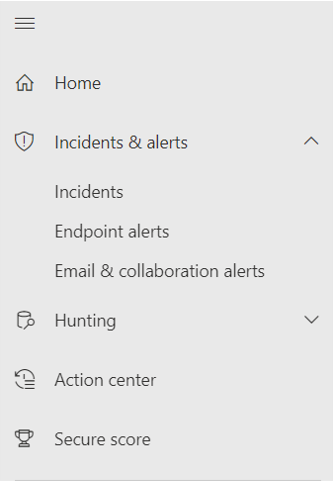 Home
Incidents & alerts
Incidents
Endpoint alerts
Email & collaboration alerts
Hunting
Action center
Secure score